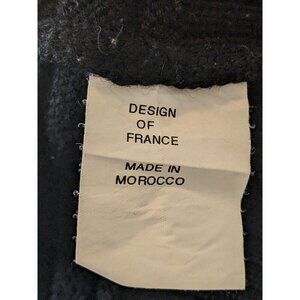 DESIGN
OF
FRANCE
MADE IN
MOROCCO